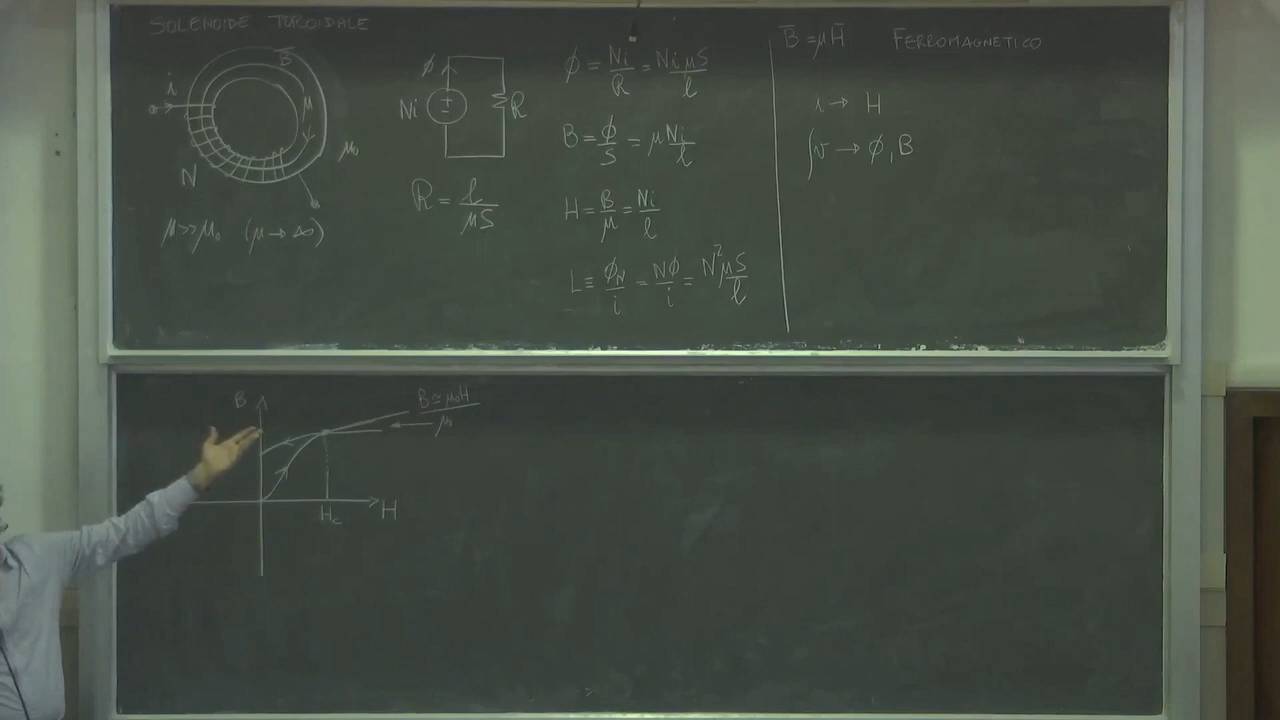 SOLENOIDE TOROIDALE
i
B̅
μ
μ₀
N
μ>>μ₀ (μ→∞)
φ
Ni
+
−
R
R = l/μS
φ = Ni/R = NiμS/l
B = φ/S = μNi/l
H = B/μ = Ni/l
L ≡ φ_N/i = Nφ/i = N²μS/l
B̅ = μH̅ FERROMAGNETICO
i → H
∫v → φ, B
B
B ≃ μ₀H
μ₀
H_c
H